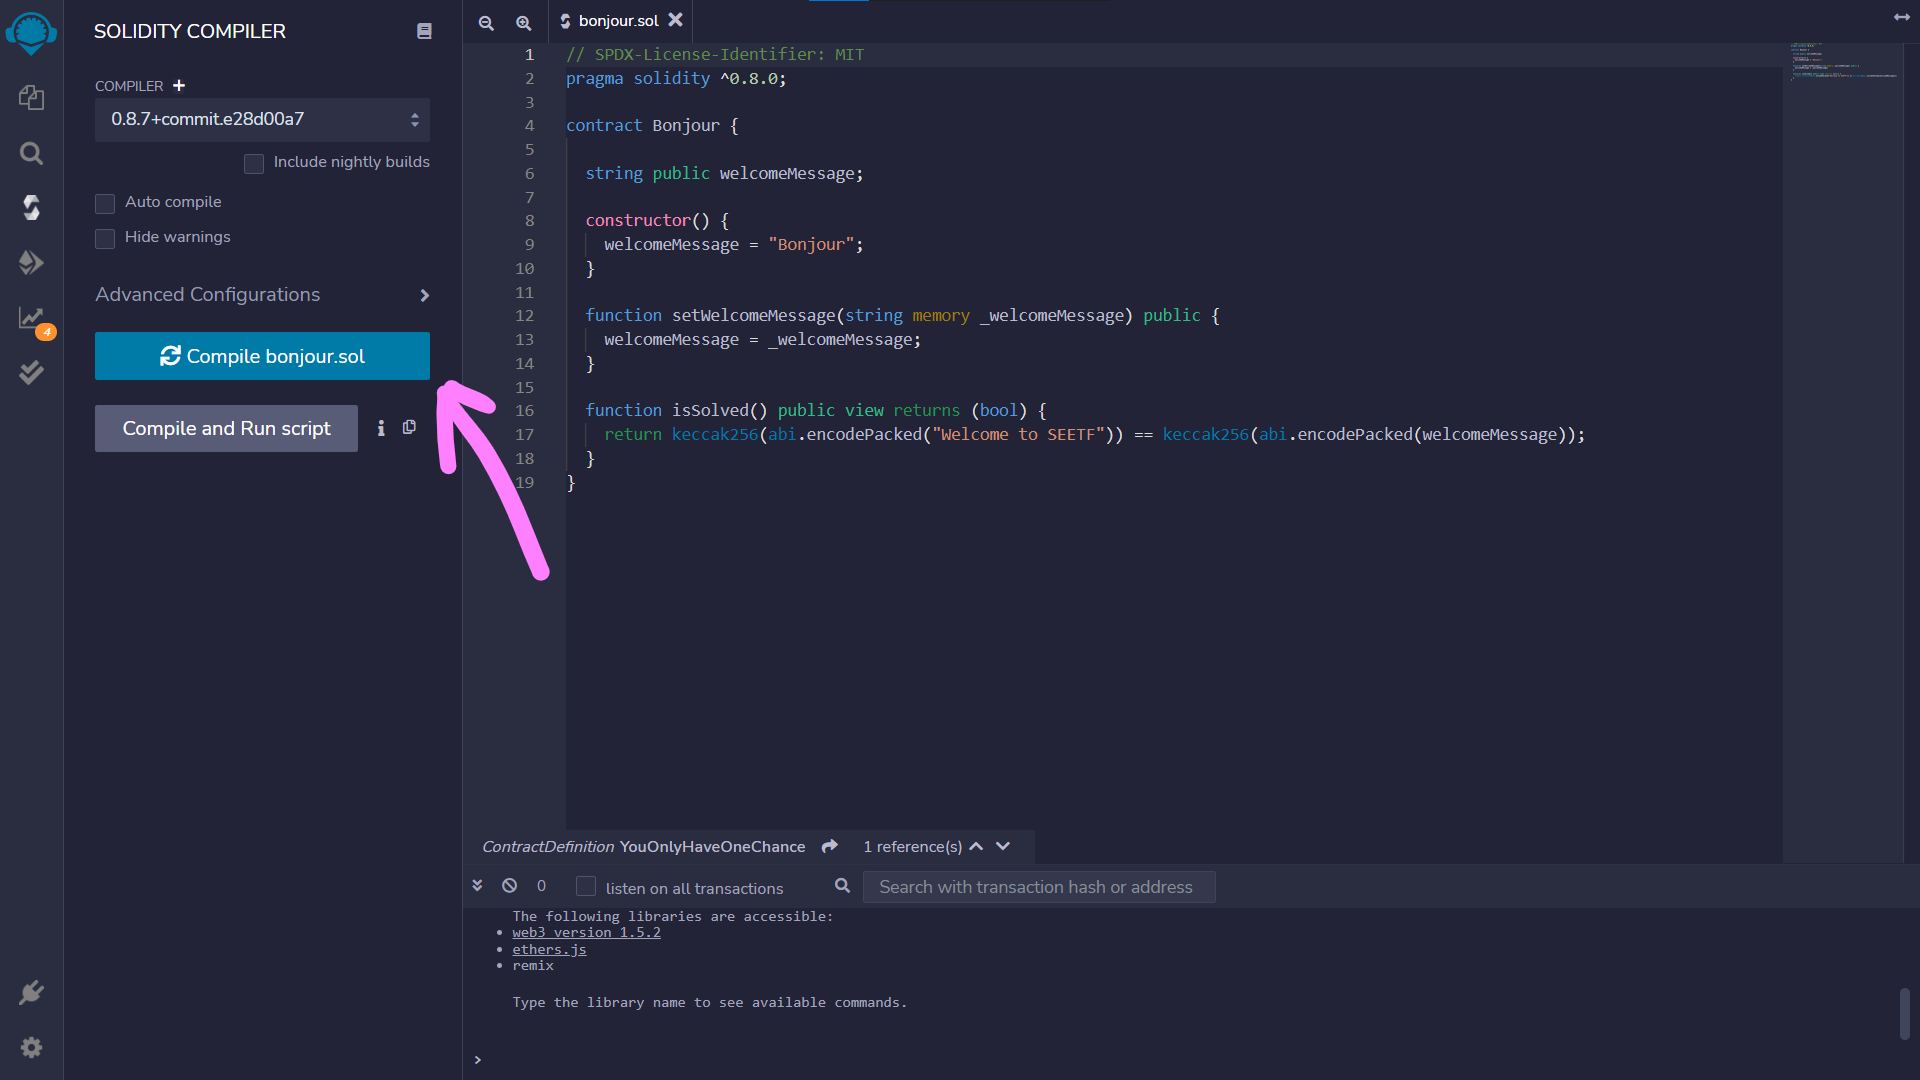 SOLIDITY COMPILER
COMPILER +
0.8.7+commit.e28d00a7
Include nightly builds
Auto compile
Hide warnings
Advanced Configurations
Compile bonjour.sol
Compile and Run script
4
bonjour.sol
1 // SPDX-License-Identifier: MIT
2 pragma solidity ^0.8.0;
3
4 contract Bonjour {
5
6 string public welcomeMessage;
7
8 constructor() {
9 welcomeMessage = "Bonjour";
10 }
11
12 function setWelcomeMessage(string memory _welcomeMessage) public {
13 welcomeMessage = _welcomeMessage;
14 }
15
16 function isSolved() public view returns (bool) {
17 return keccak256(abi.encodePacked("Welcome to SEETF")) == keccak256(abi.encodePacked(welcomeMessage));
18 }
19 }
ContractDefinition YouOnlyHaveOneChance 1 reference(s)
0 listen on all transactions Search with transaction hash or address
The following libraries are accessible:
• web3 version 1.5.2
• ethers.js
• remix
Type the library name to see available commands.
>